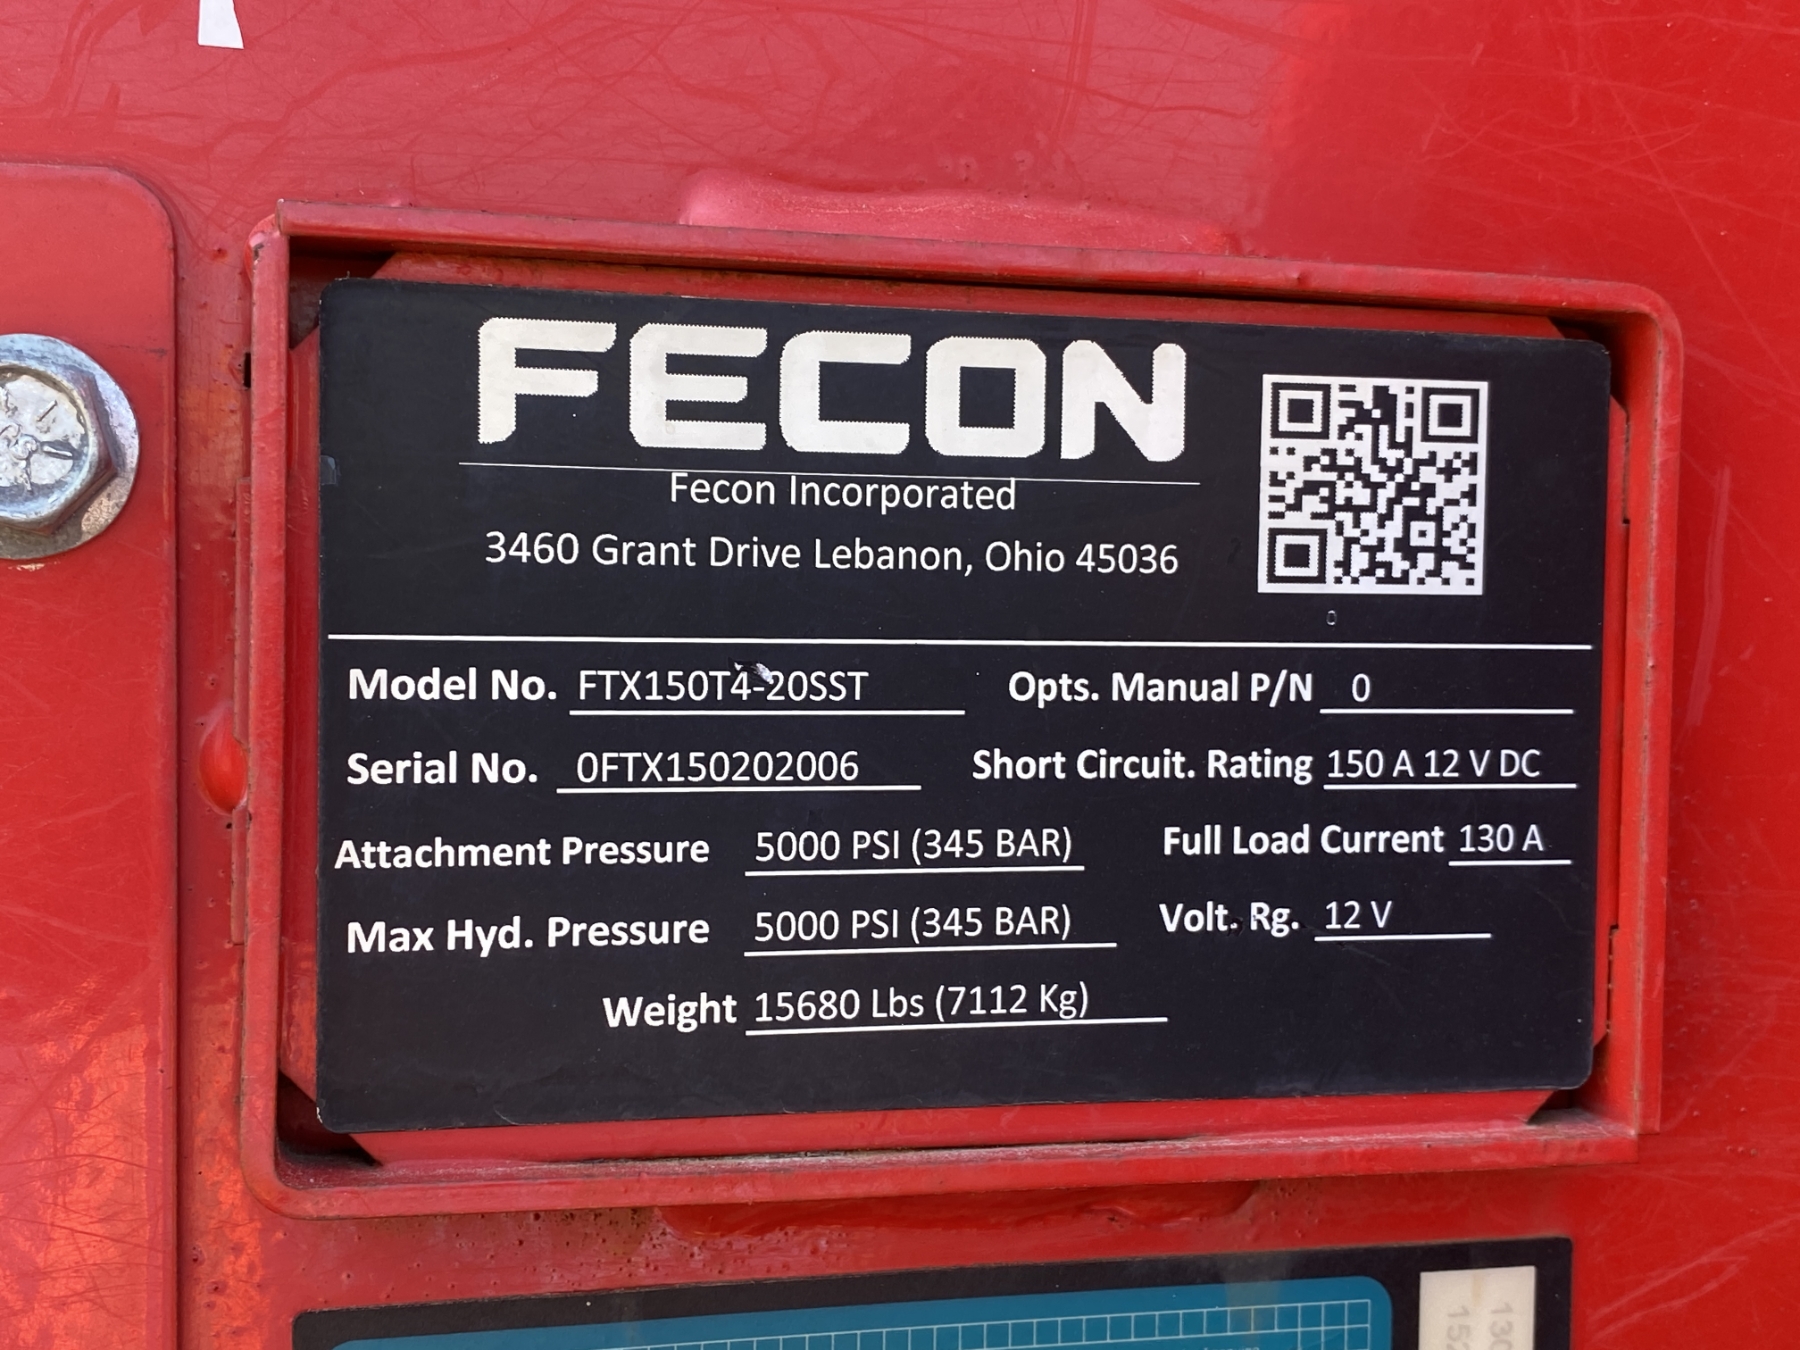 FECON
Fecon Incorporated
3460 Grant Drive Lebanon, Ohio 45036
0
Model No. FTX150T4-20SST Opts. Manual P/N 0
Serial No. 0FTX150202006 Short Circuit. Rating 150 A 12 V DC
Attachment Pressure 5000 PSI (345 BAR) Full Load Current 130 A
Max Hyd. Pressure 5000 PSI (345 BAR) Volt. Rg. 12 V
Weight 15680 Lbs (7112 Kg)